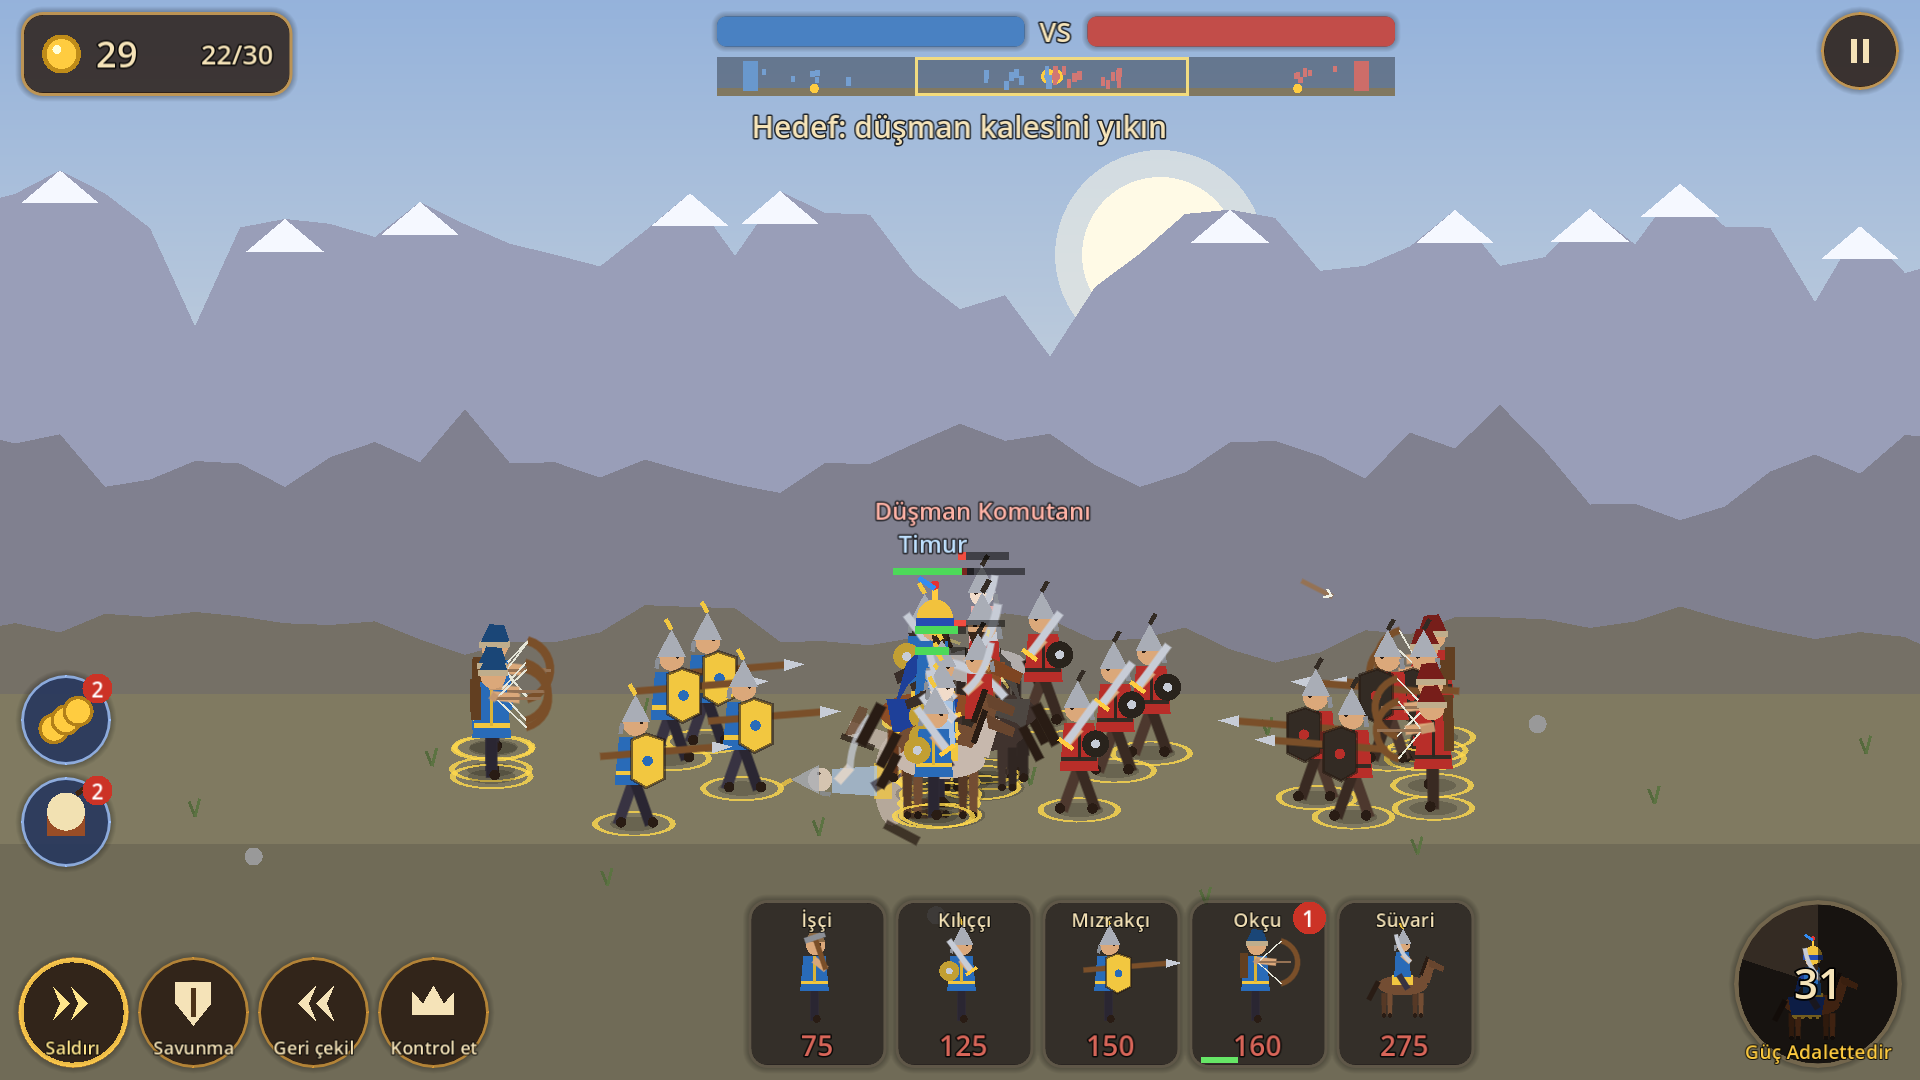 29
22/30
VS
Hedef: düşman kalesini yıkın
Düşman Komutanı
Timur
2
2
Saldırı
Savunma
Geri çekil
Kontrol et
İşçi
75
Kılıççı
125
Mızrakçı
150
Okçu
1
160
Süvari
275
31
Güç Adalettedir